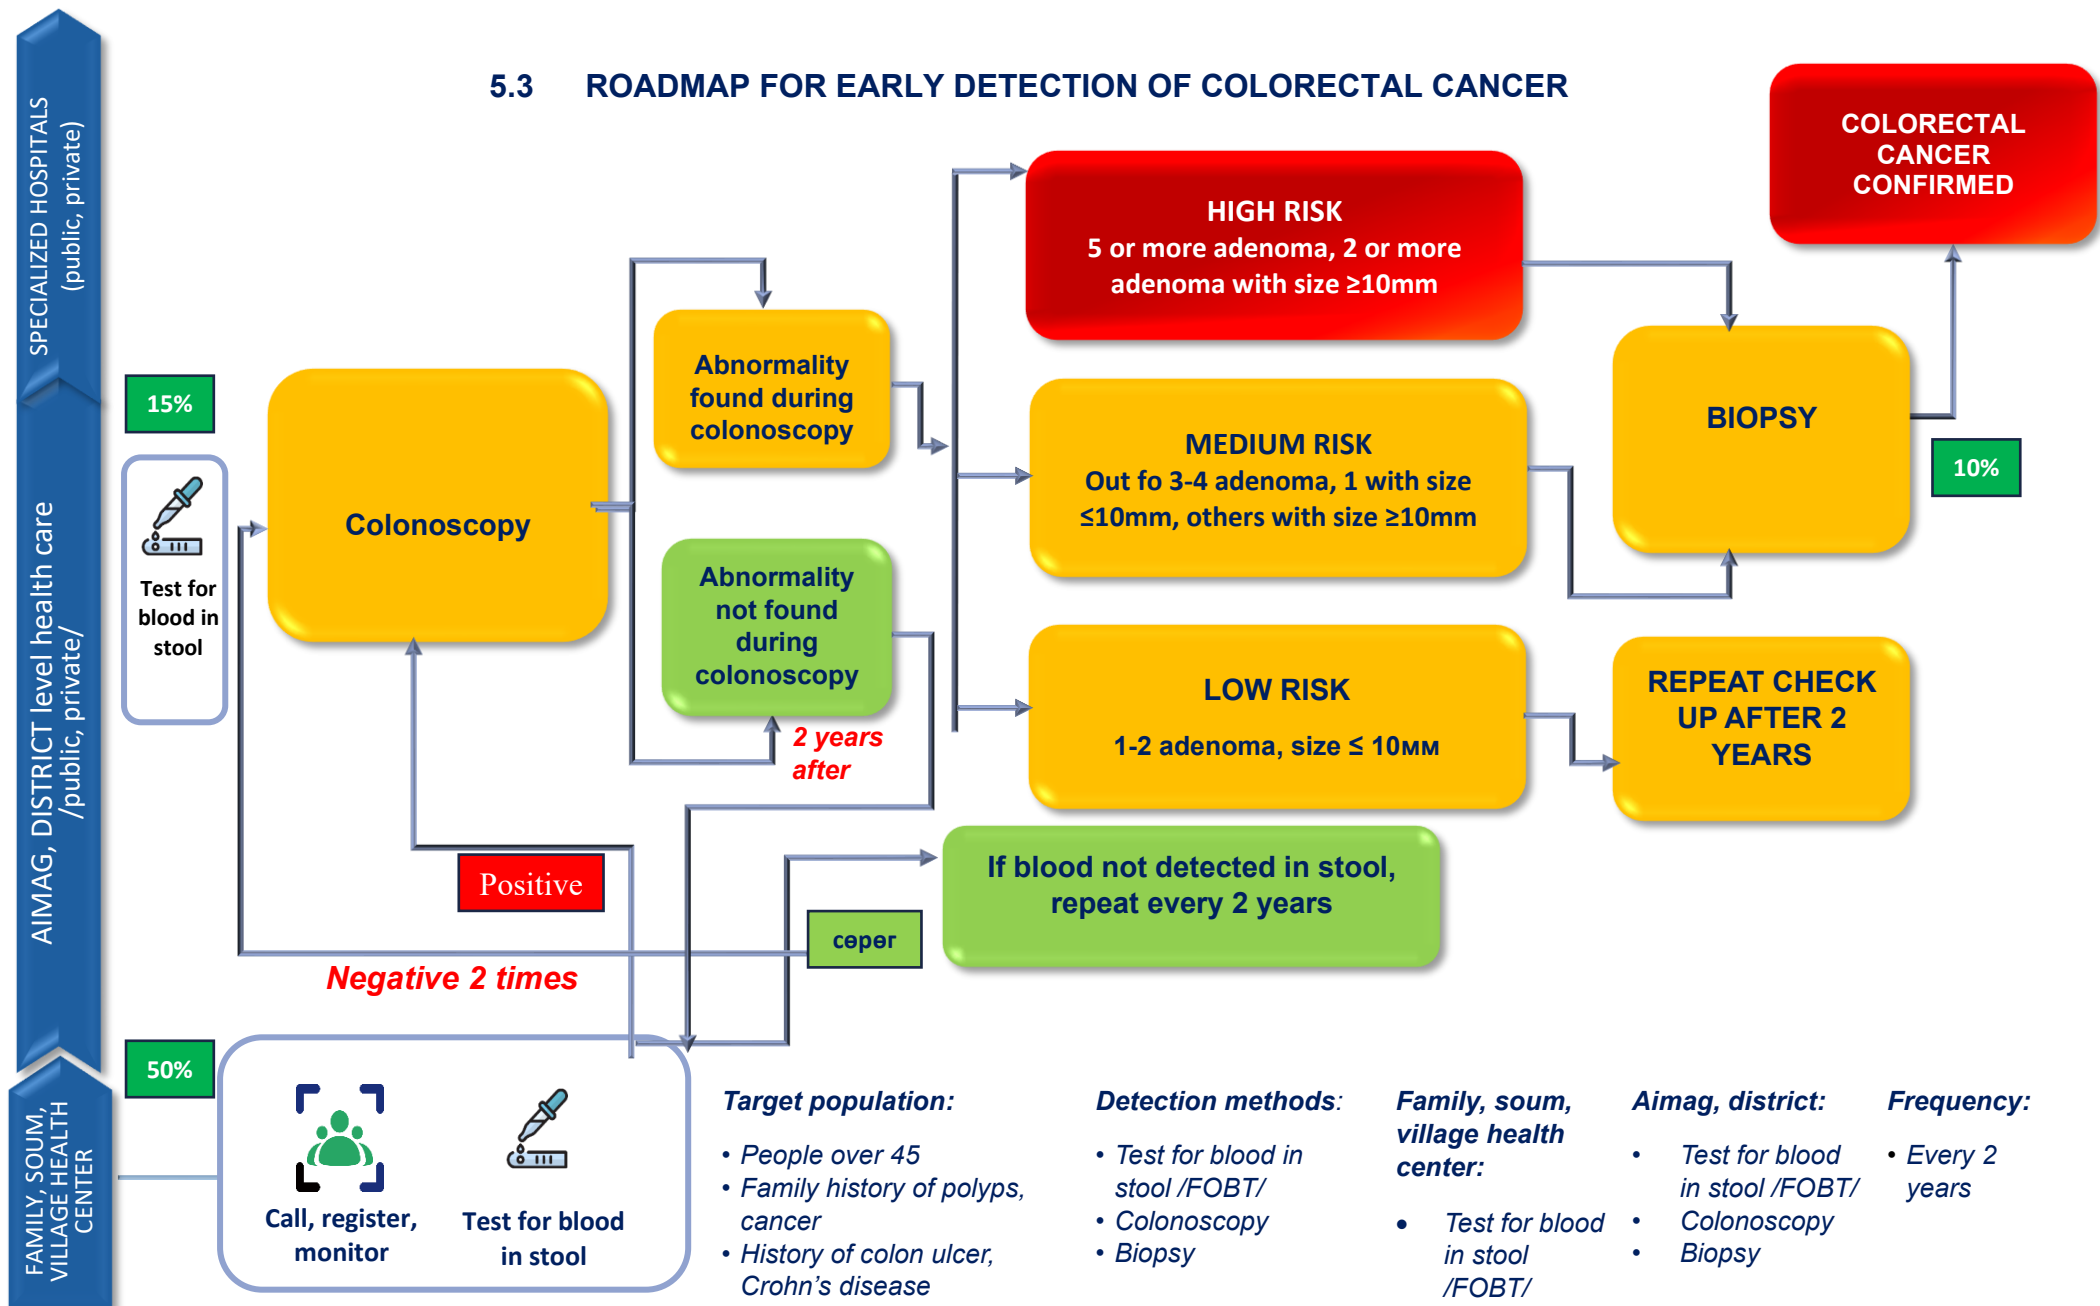 5.3 ROADMAP FOR EARLY DETECTION OF COLORECTAL CANCER
SPECIALIZED HOSPITALS
(public, private)
AIMAG, DISTRICT level health care
/public, private/
FAMILY, SOUM,
VILLAGE HEALTH
CENTER
15%
Test for
blood in
stool
Colonoscopy
Abnormality
found during
colonoscopy
Abnormality
not found
during
colonoscopy
2 years
after
HIGH RISK
5 or more adenoma, 2 or more
adenoma with size ≥10mm
MEDIUM RISK
Out fo 3-4 adenoma, 1 with size
≤10mm, others with size ≥10mm
LOW RISK
1-2 adenoma, size ≤ 10мм
BIOPSY
COLORECTAL
CANCER
CONFIRMED
10%
REPEAT CHECK
UP AFTER 2
YEARS
Positive
If blood not detected in stool,
repeat every 2 years
сөрөг
Negative 2 times
50%
Call, register,
monitor
Test for blood
in stool
Target population:
• People over 45
• Family history of polyps,
cancer
• History of colon ulcer,
Crohn’s disease
Detection methods:
• Test for blood in
stool /FOBT/
• Colonoscopy
• Biopsy
Family, soum,
village health
center:
• Test for blood
in stool
/FOBT/
Aimag, district:
• Test for blood
in stool /FOBT/
• Colonoscopy
• Biopsy
Frequency:
• Every 2
years